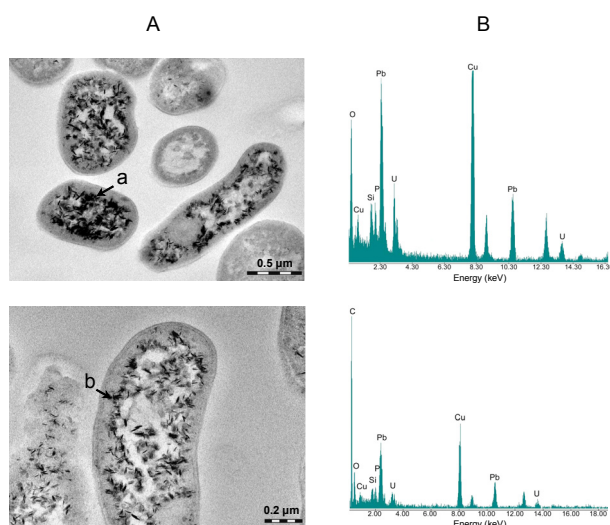 A
B
a
0.5 µm
O
Pb
Cu
Cu
Si
P
U
Pb
U
2.30 4.30 6.30 8.30 10.30 12.30 14.30 16.30
Energy (keV)
b
0.2 µm
C
O
Cu
Si
P
Pb
U
Cu
Pb
U
2.00 4.00 6.00 8.00 10.00 12.00 14.00 16.00 18.00
Energy (keV)